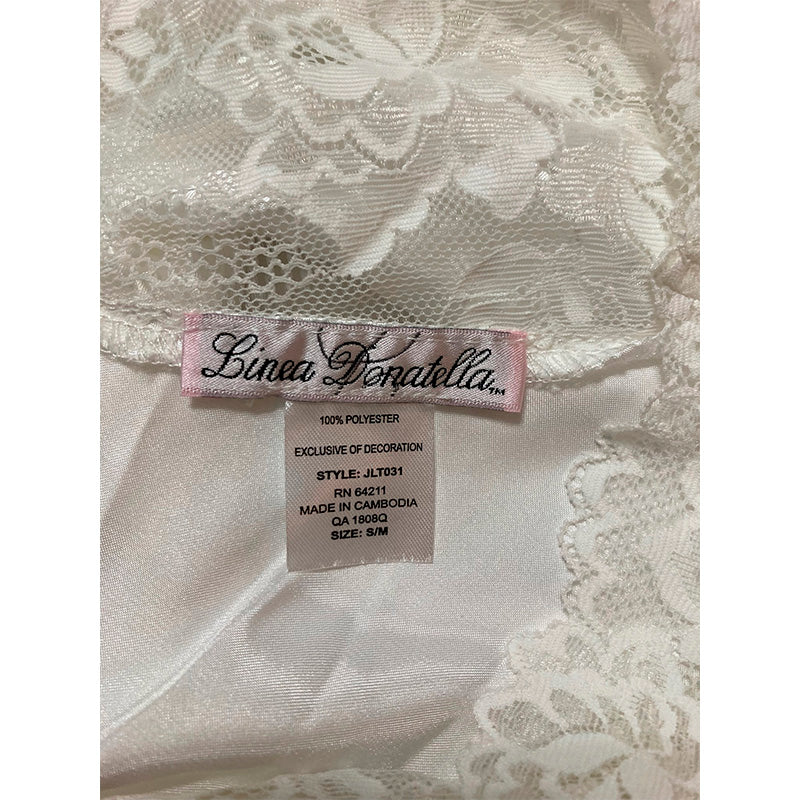 Linea Donatella™
100% POLYESTER
EXCLUSIVE OF DECORATION
STYLE: JLT031
RN 64211
MADE IN CAMBODIA
QA 1808Q
SIZE: S/M